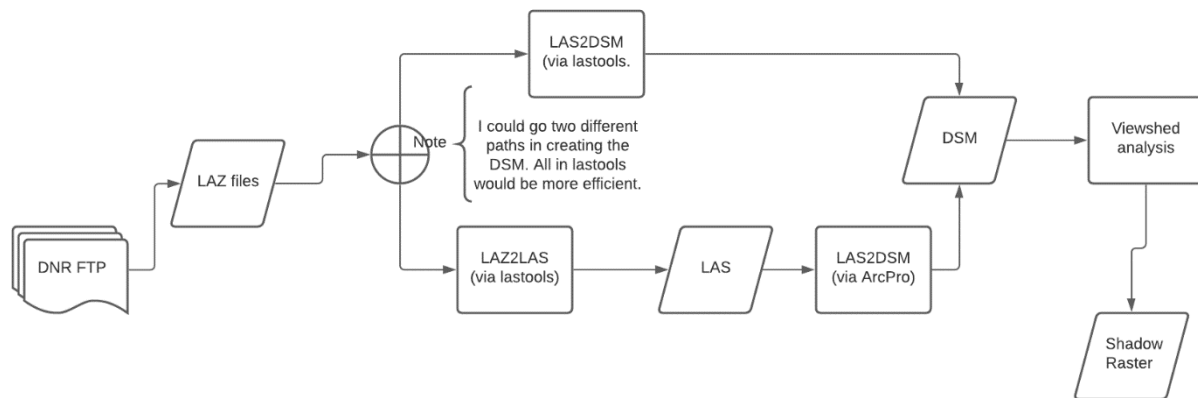 DNR FTP
LAZ files
Note
I could go two different
paths in creating the
DSM. All in lastools
would be more efficient.
LAS2DSM
(via lastools.
LAZ2LAS
(via lastools)
LAS
LAS2DSM
(via ArcPro)
DSM
Viewshed
analysis
Shadow
Raster